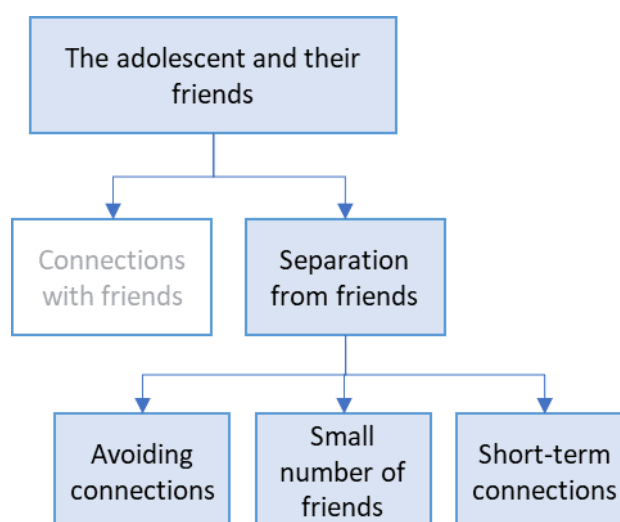 The adolescent and their
friends
Connections
with friends
Separation
from friends
Avoiding
connections
Small
number of
friends
Short-term
connections